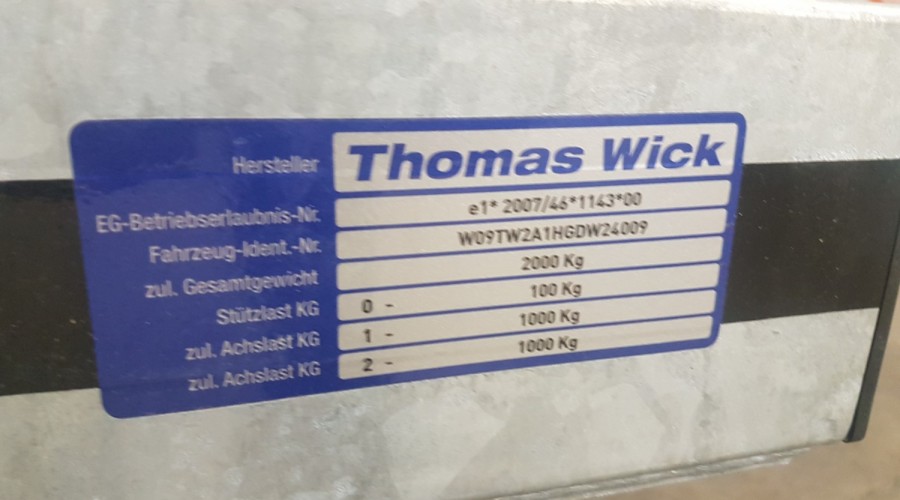 Hersteller Thomas Wick
EG-Betriebserlaubnis-Nr. e1* 2007/46*1143*00
Fahrzeug-Ident.-Nr. W09TW2A1HGDW24009
zul. Gesamtgewicht 2000 Kg
Stützlast KG 0 - 100 Kg
zul. Achslast KG 1 - 1000 Kg
zul. Achslast KG 2 - 1000 Kg